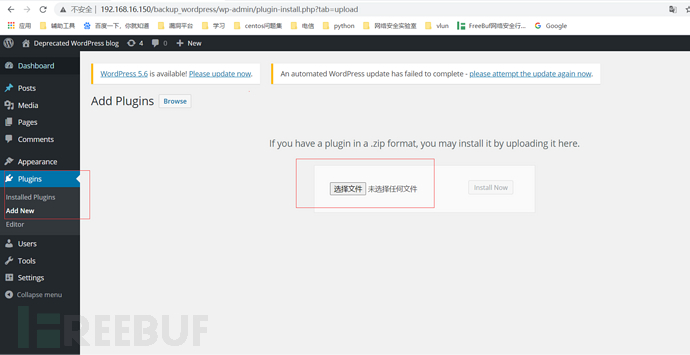 不安全 | 192.168.16.150/backup_wordpress/wp-admin/plugin-install.php?tab=upload
应用 辅助工具 百度一下，你就知道 漏洞平台 学习 centos问题集 电信 python 网络安全实验室 vlun FreeBuf网络安全行... Google
Deprecated WordPress blog 4 0 + New
Dashboard
WordPress 5.6 is available! Please update now.
An automated WordPress update has failed to complete - please attempt the update again now.
Posts
Media
Pages
Comments
Appearance
Plugins
Installed Plugins
Add New
Editor
Users
Tools
Settings
Collapse menu
Add Plugins Browse
If you have a plugin in a .zip format, you may install it by uploading it here.
选择文件 未选择任何文件 Install Now
FREEBUF